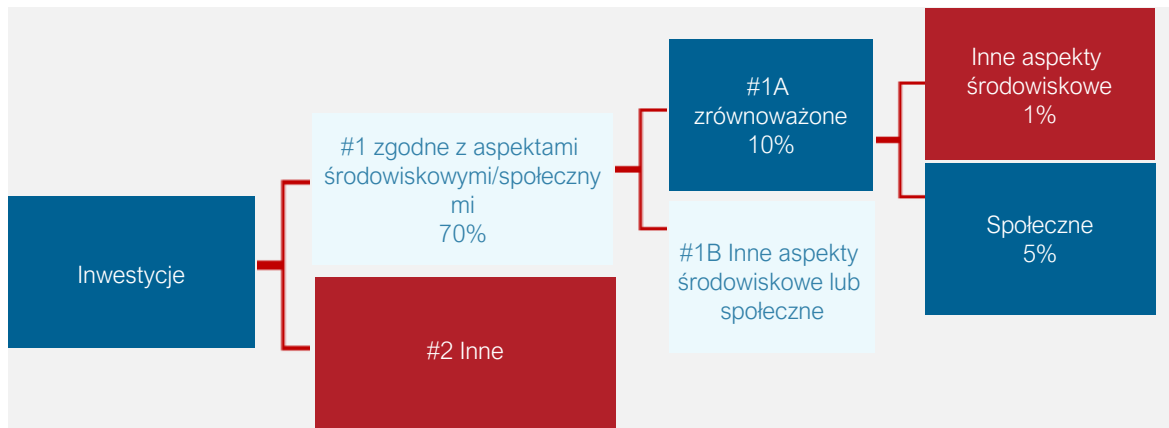 Inwestycje
#1 zgodne z aspektami
środowiskowymi/społeczny
mi
70%
#2 Inne
#1A
zrównoważone
10%
#1B Inne aspekty
środowiskowe lub
społeczne
Inne aspekty
środowiskowe
1%
Społeczne
5%